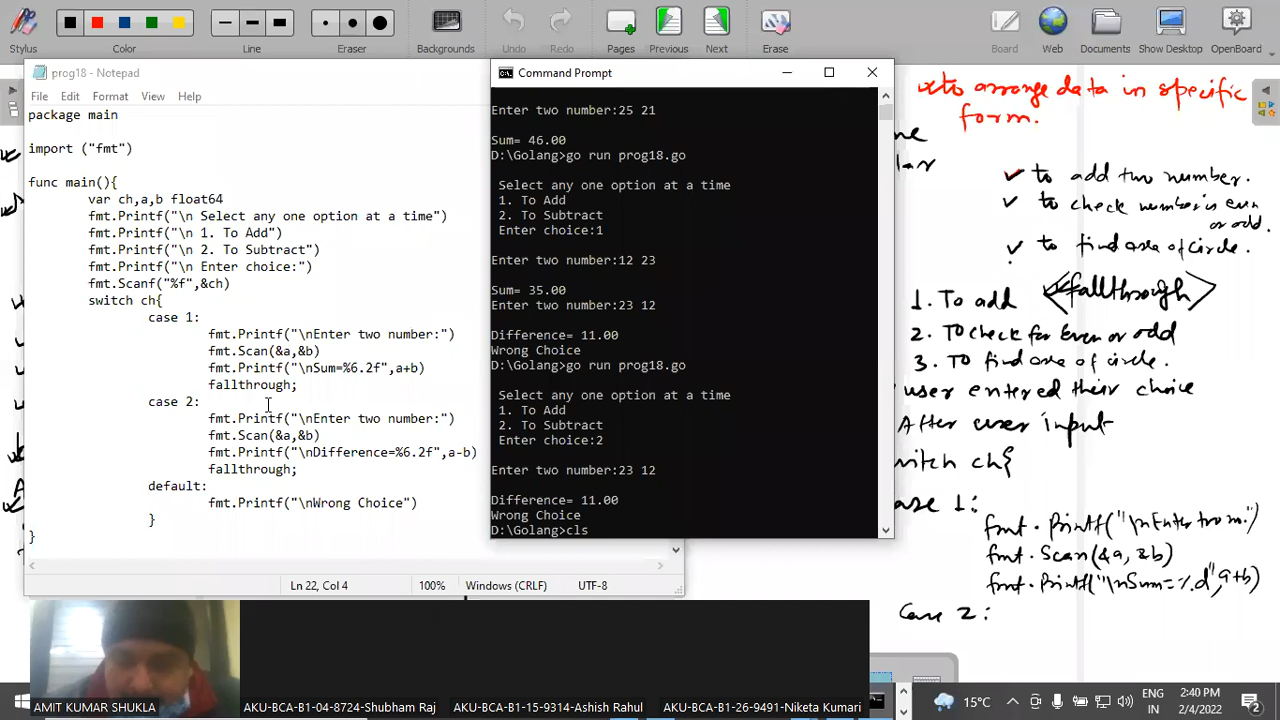 Stylus
Color
Line
Eraser
Backgrounds
Undo
Redo
Pages
Previous
Next
Erase
Board
Web
Documents
Show Desktop
OpenBoard
prog18 - Notepad
File Edit Format View Help
package main
import ("fmt")
func main(){
var ch,a,b float64
fmt.Printf("\n Select any one option at a time")
fmt.Printf("\n 1. To Add")
fmt.Printf("\n 2. To Subtract")
fmt.Printf("\n Enter choice:")
fmt.Scanf("%f",&ch)
switch ch{
case 1:
fmt.Printf("\nEnter two number:")
fmt.Scan(&a,&b)
fmt.Printf("\nSum=%6.2f",a+b)
fallthrough;
case 2:
fmt.Printf("\nEnter two number:")
fmt.Scan(&a,&b)
fmt.Printf("\nDifference=%6.2f",a-b)
fallthrough;
default:
fmt.Printf("\nWrong Choice")
}
}
Ln 22, Col 4
100%
Windows (CRLF)
UTF-8
Command Prompt
Enter two number:25 21
Sum= 46.00
D:\Golang>go run prog18.go
Select any one option at a time
1. To Add
2. To Subtract
Enter choice:1
Enter two number:12 23
Sum= 35.00
Enter two number:23 12
Difference= 11.00
Wrong Choice
D:\Golang>go run prog18.go
Select any one option at a time
1. To Add
2. To Subtract
Enter choice:2
Enter two number:23 12
Difference= 11.00
Wrong Choice
D:\Golang>cls
to arrange data in specific
form.
to add two number.
to check number is even
or odd.
to find area of circle.
1. To add
fallthrough
2. To check for Even or odd
3. To find area of circle.
user entered their choice
After user input
switch ch{
case 1:
fmt.Printf("\nEnter two no.")
fmt.Scan(&a, &b)
fmt.Printf("\nSum=%d",a+b)
Case 2:
AMIT KUMAR SHUKLA
AKU-BCA-B1-04-8724-Shubham Raj
AKU-BCA-B1-15-9514-Ashish Rahul
AKU-BCA-B1-26-9491-Niketa Kumari
15°C
ENG
IN
2:40 PM
2/4/2022
2